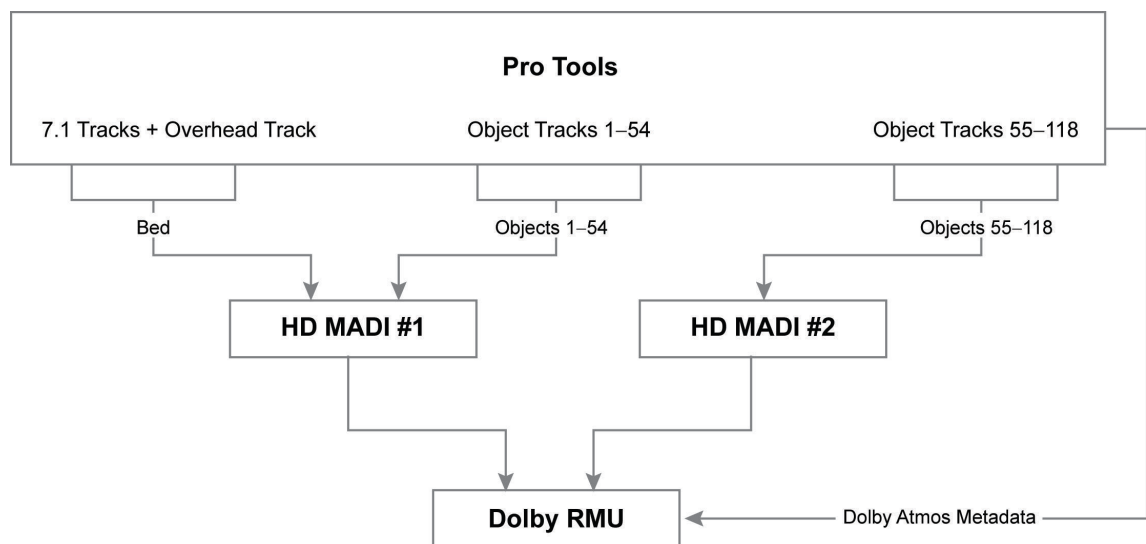 Pro Tools
7.1 Tracks + Overhead Track
Object Tracks 1–54
Object Tracks 55–118
Bed
Objects 1–54
Objects 55–118
HD MADI #1
HD MADI #2
Dolby RMU
Dolby Atmos Metadata